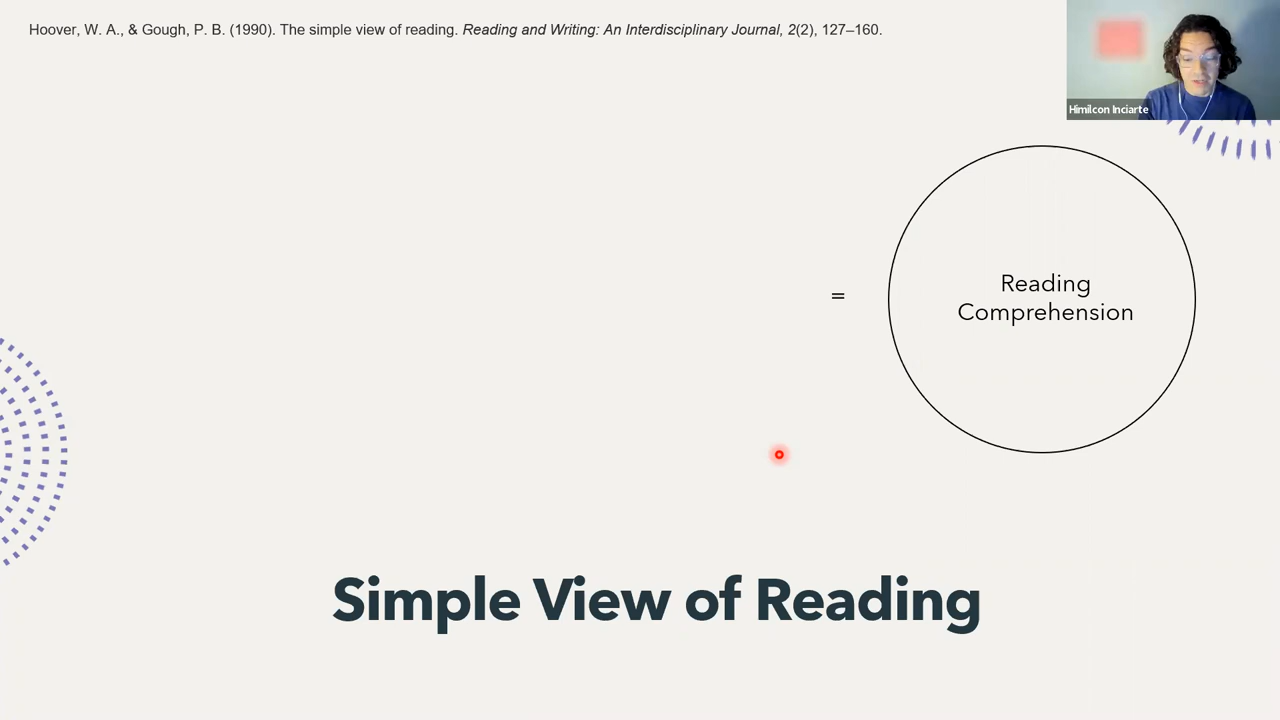 Hoover, W. A., & Gough, P. B. (1990). The simple view of reading. Reading and Writing: An Interdisciplinary Journal, 2(2), 127–160.
Himilcon Inciarte
=
Reading
Comprehension
Simple View of Reading